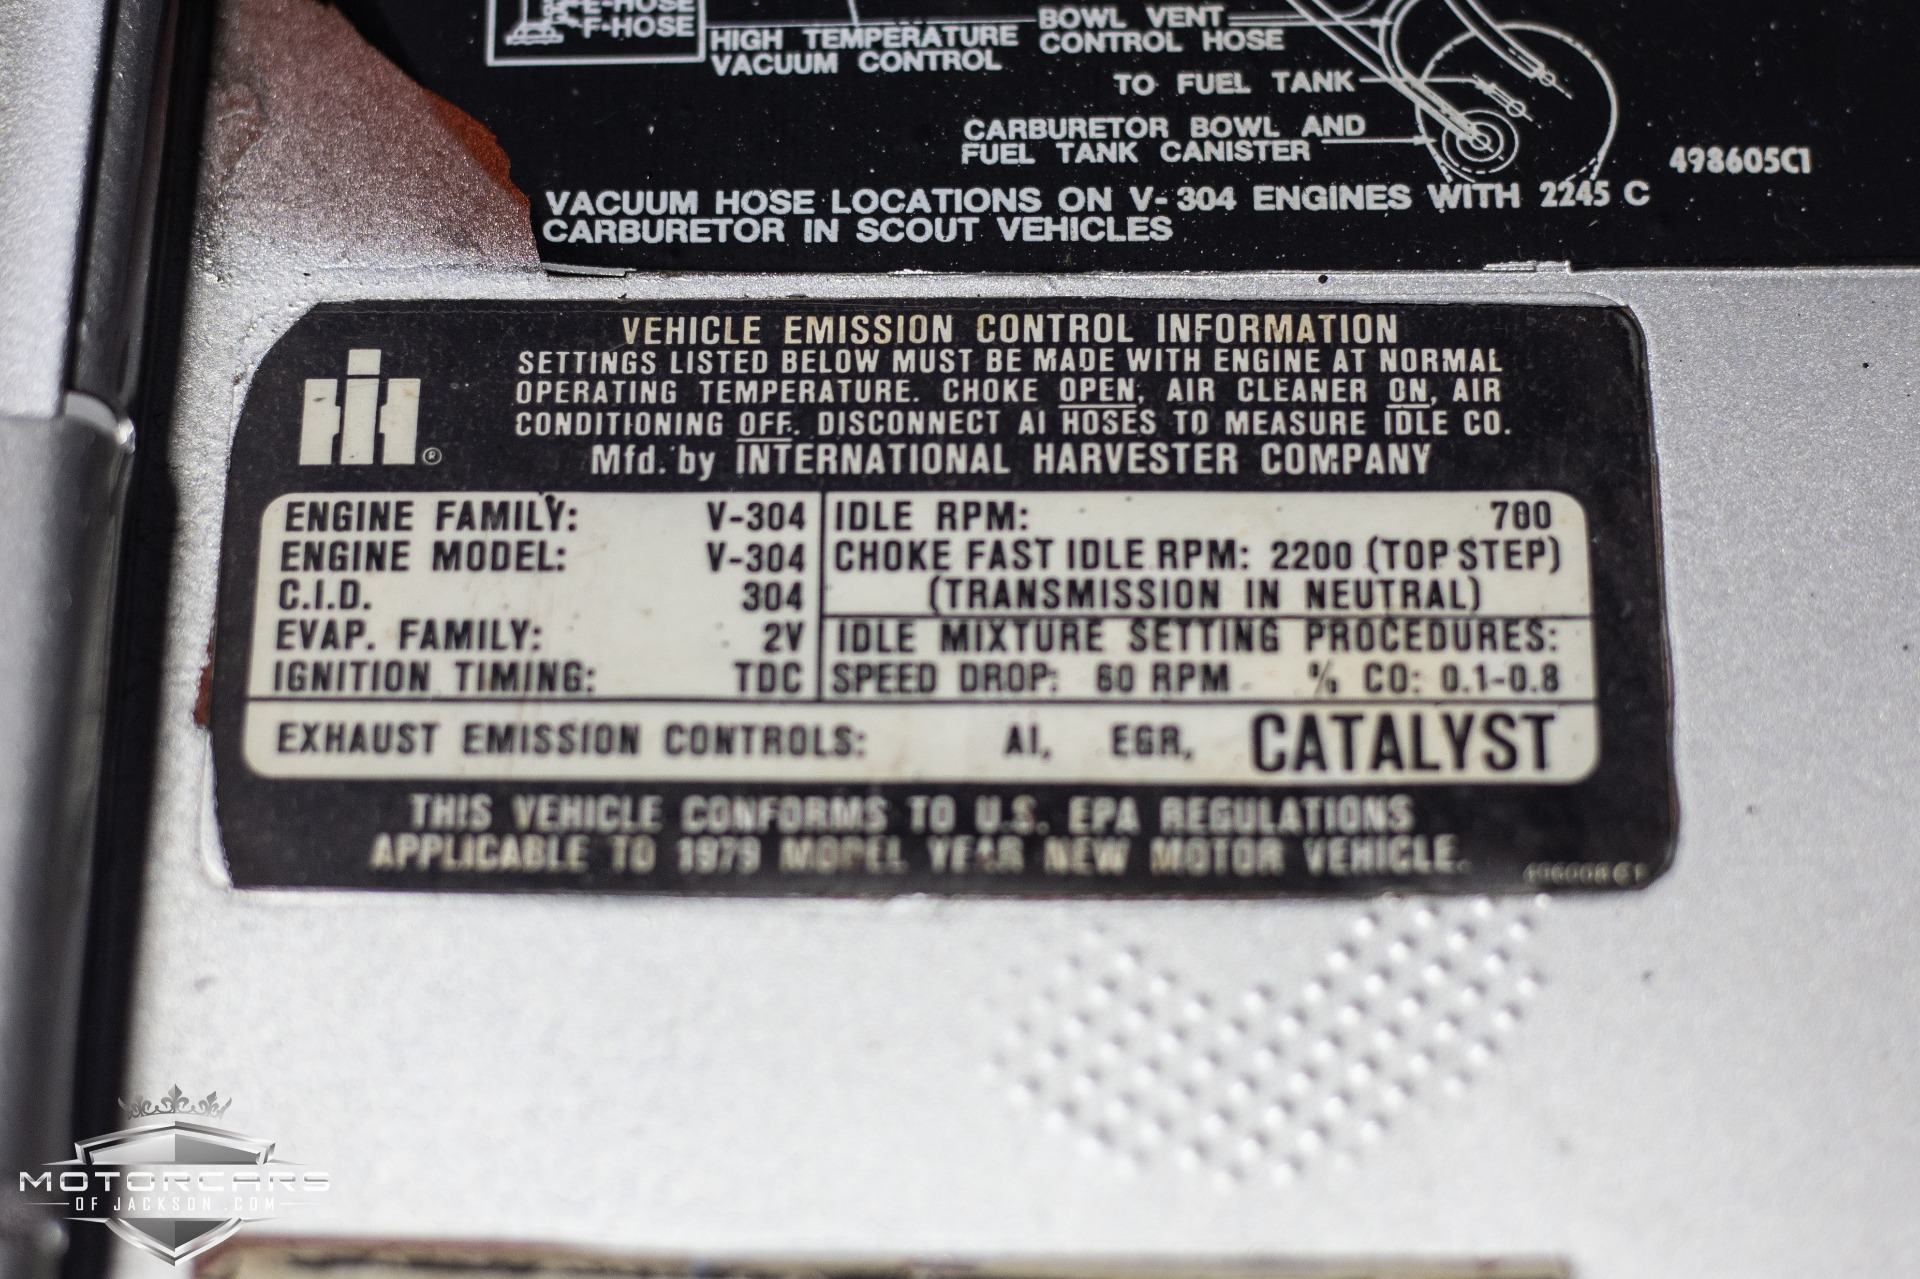 E-HOSE
F-HOSE
HIGH TEMPERATURE
VACUUM CONTROL
BOWL VENT
CONTROL HOSE
TO FUEL TANK
CARBURETOR BOWL AND
FUEL TANK CANISTER
498605C1
VACUUM HOSE LOCATIONS ON V-304 ENGINES WITH 2245 C
CARBURETOR IN SCOUT VEHICLES
VEHICLE EMISSION CONTROL INFORMATION
SETTINGS LISTED BELOW MUST BE MADE WITH ENGINE AT NORMAL
OPERATING TEMPERATURE. CHOKE OPEN, AIR CLEANER ON, AIR
CONDITIONING OFF. DISCONNECT AI HOSES TO MEASURE IDLE CO.
Mfd. by INTERNATIONAL HARVESTER COMPANY
®
ENGINE FAMILY: V-304
ENGINE MODEL: V-304
C.I.D. 304
EVAP. FAMILY: 2V
IGNITION TIMING: TDC
IDLE RPM: 700
CHOKE FAST IDLE RPM: 2200 (TOP STEP)
(TRANSMISSION IN NEUTRAL)
IDLE MIXTURE SETTING PROCEDURES:
SPEED DROP: 60 RPM % CO: 0.1-0.8
EXHAUST EMISSION CONTROLS: AI, EGR, CATALYST
THIS VEHICLE CONFORMS TO U.S. EPA REGULATIONS
APPLICABLE TO 1979 MODEL YEAR NEW MOTOR VEHICLE.
MOTORCARS
OF JACKSON.COM